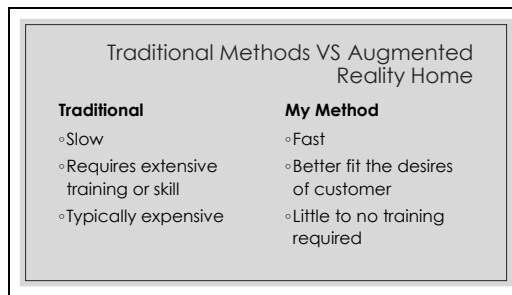 Traditional Methods VS Augmented
Reality Home
Traditional
◦Slow
◦Requires extensive
training or skill
◦Typically expensive
My Method
◦Fast
◦Better fit the desires
of customer
◦Little to no training
required